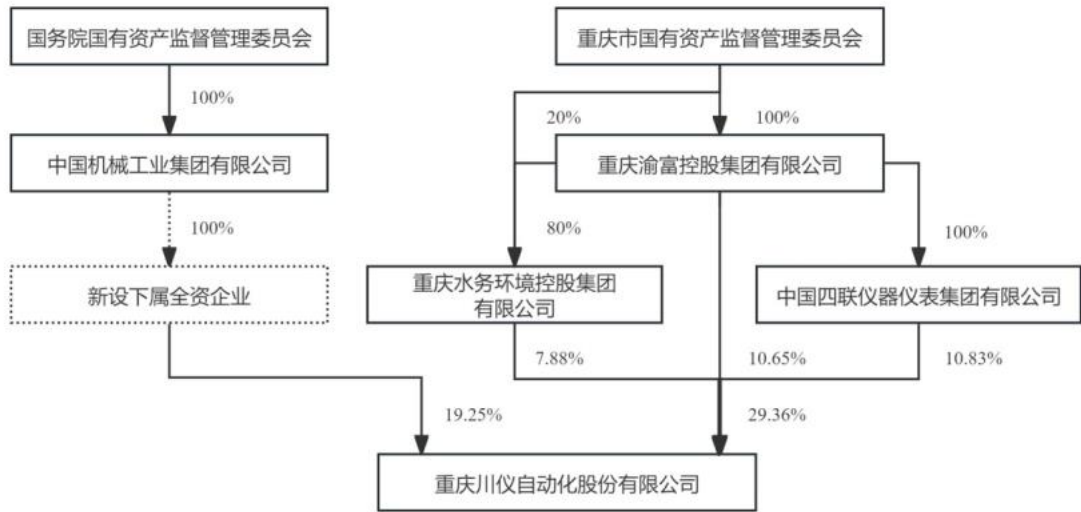 国务院国有资产监督管理委员会
重庆市国有资产监督管理委员会
100%
20%
100%
中国机械工业集团有限公司
重庆渝富控股集团有限公司
100%
80%
100%
新设下属全资企业
重庆水务环境控股集团
有限公司
中国四联仪器仪表集团有限公司
7.88%
10.65%
10.83%
19.25%
29.36%
重庆川仪自动化股份有限公司